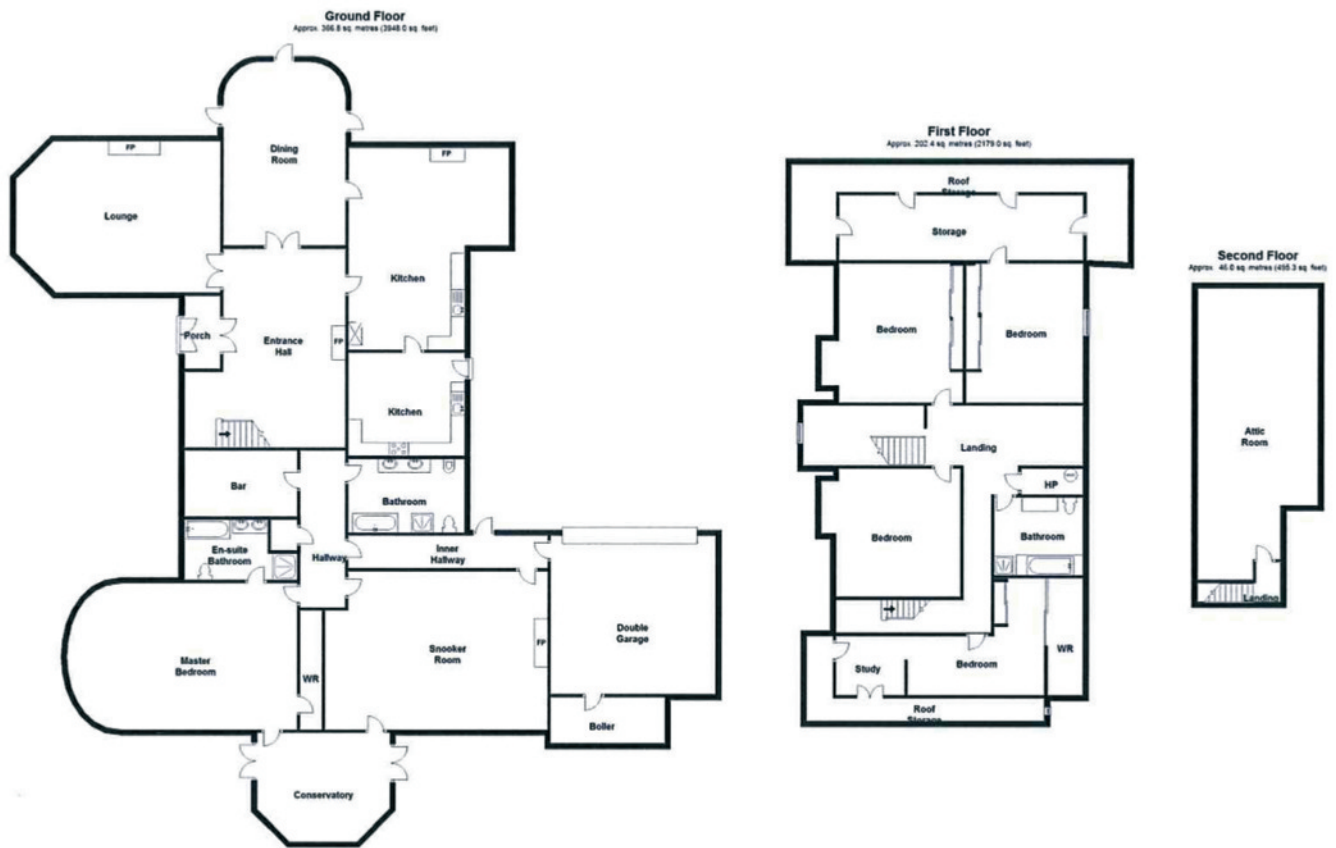 Ground Floor
Approx. 366.8 sq. metres (3948.0 sq. feet)
FP
Dining
Room
FP
Lounge
Kitchen
Porch
Entrance
Hall
FP
Kitchen
Bar
Bathroom
En-suite
Bathroom
Hallway
Inner
Hallway
Master
Bedroom
WR
Snooker
Room
FP
Double
Garage
Boiler
Conservatory
First Floor
Approx. 202.4 sq. metres (2179.0 sq. feet)
Roof
Storage
Storage
Bedroom
Bedroom
Landing
HP
Bathroom
Bedroom
Study
Bedroom
WR
Roof
Storage
Second Floor
Approx. 46.0 sq. metres (495.3 sq. feet)
Attic
Room
Landing